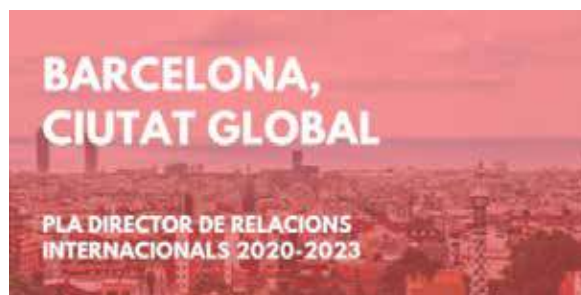 BARCELONA,
CIUTAT GLOBAL
PLA DIRECTOR DE RELACIONS
INTERNACIONALS 2020-2023